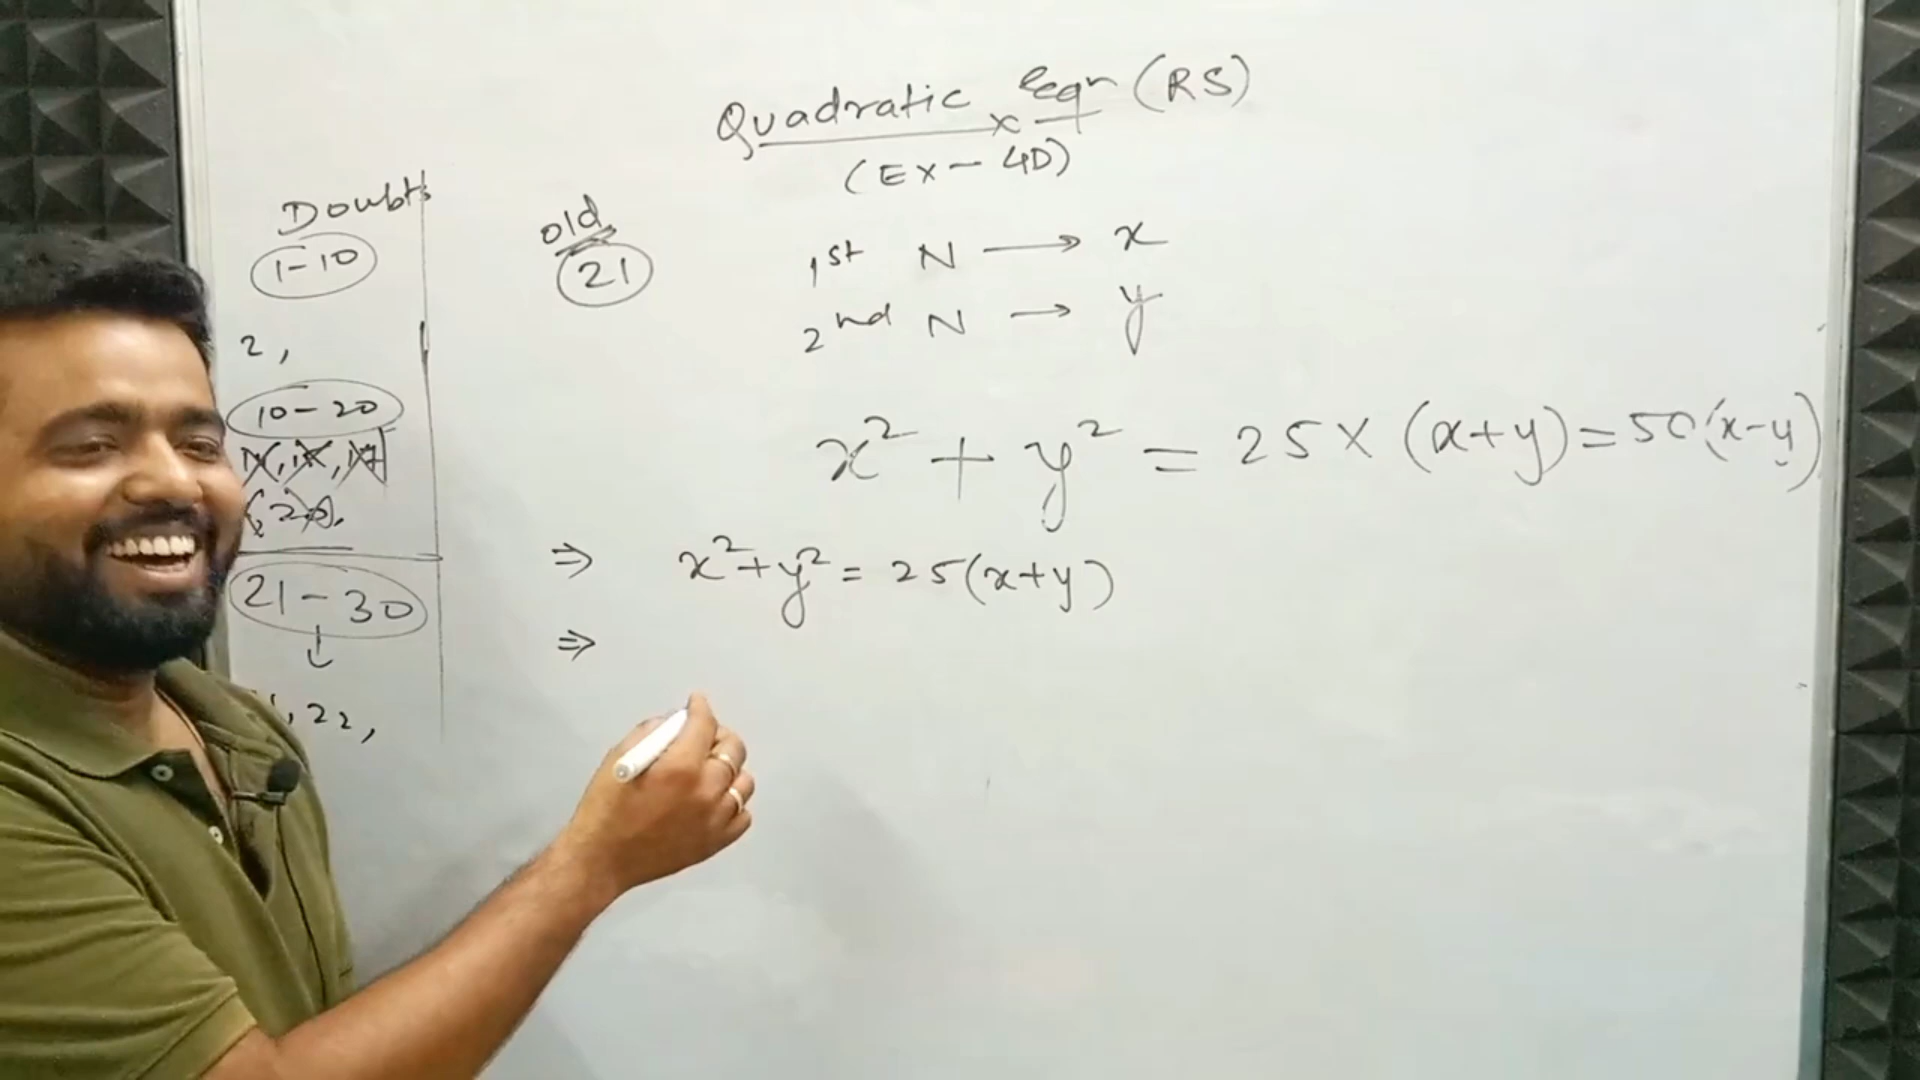 Quadratic Eqn (RS)
(Ex - 4D)
Doubts
1-10
2,
10-20
21-30
, 22,
old
21
1st N → x
2nd N → y
x² + y² = 25 × (x+y) = 50(x-y)
⇒ x² + y² = 25(x+y)
⇒